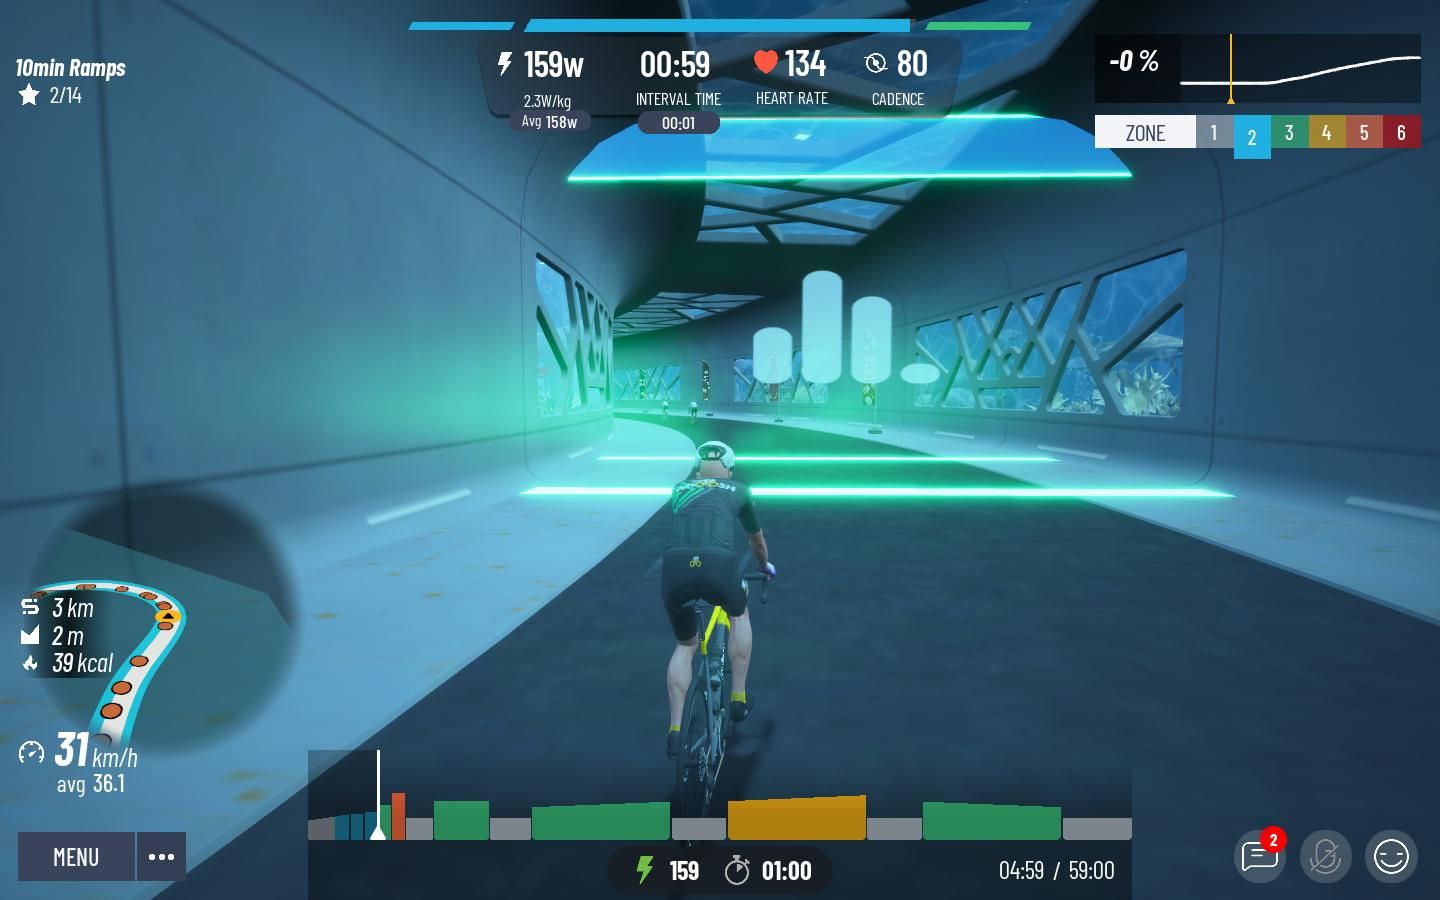 10min Ramps
2/14
159w
2.3W/kg
Avg 158w
00:59
INTERVAL TIME
00:01
134
HEART RATE
80
CADENCE
-0 %
ZONE 1 2 3 4 5 6
3 km
2 m
39 kcal
31 km/h
avg 36.1
MENU
159
01:00
04:59 / 59:00
2